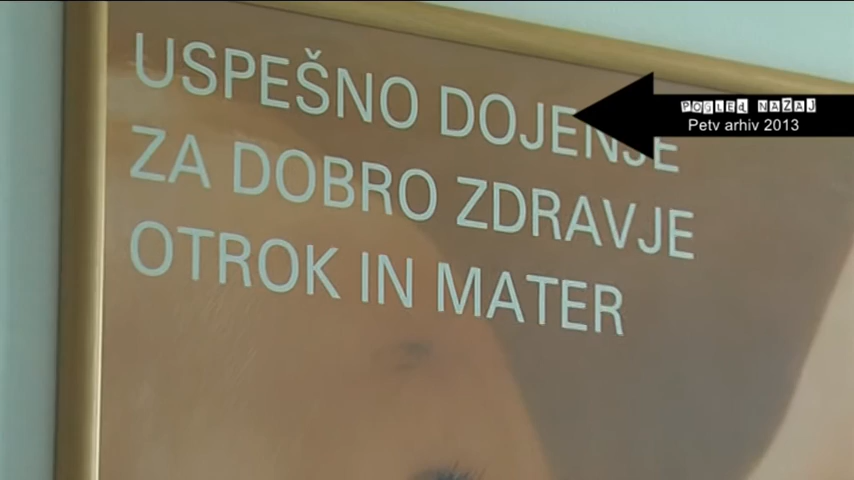 USPEŠNO DOJENJE
ZA DOBRO ZDRAVJE
OTROK IN MATER
POGLED NAZAJ
Petv arhiv 2013